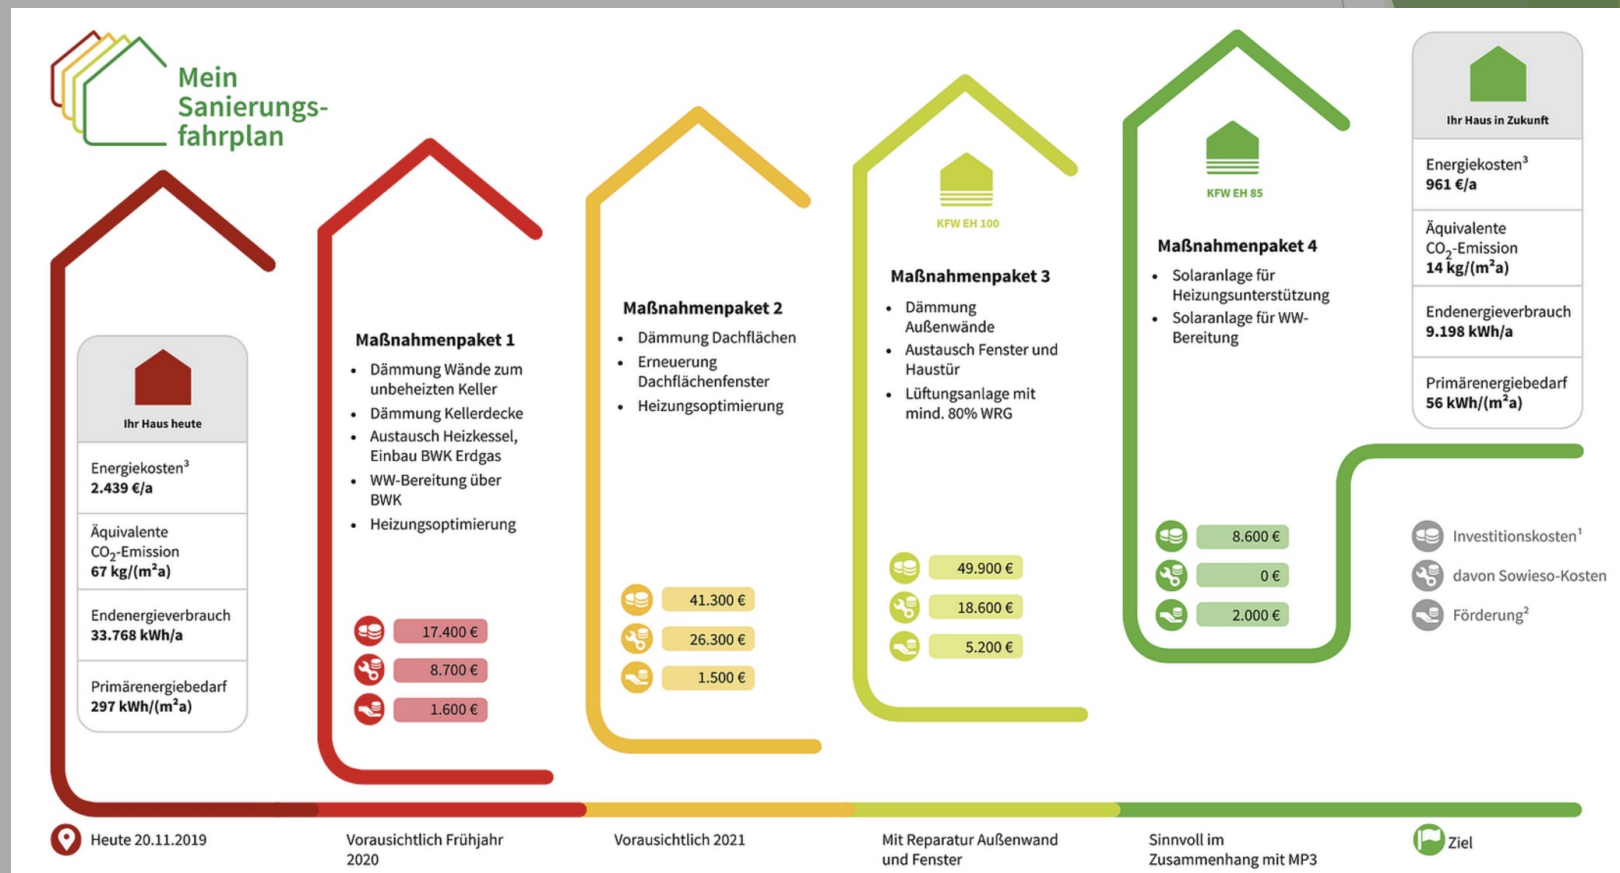 Mein
Sanierungs-
fahrplan
Ihr Haus heute
Energiekosten³
2.439 €/a
Äquivalente
CO₂-Emission
67 kg/(m²a)
Endenergieverbrauch
33.768 kWh/a
Primärenergiebedarf
297 kWh/(m²a)
Maßnahmenpaket 1
• Dämmung Wände zum
unbeheizten Keller
• Dämmung Kellerdecke
• Austausch Heizkessel,
Einbau BWK Erdgas
• WW-Bereitung über
BWK
• Heizungsoptimierung
17.400 €
8.700 €
1.600 €
Maßnahmenpaket 2
• Dämmung Dachflächen
• Erneuerung
Dachflächenfenster
• Heizungsoptimierung
41.300 €
26.300 €
1.500 €
KFW EH 100
Maßnahmenpaket 3
• Dämmung
Außenwände
• Austausch Fenster und
Haustür
• Lüftungsanlage mit
mind. 80% WRG
49.900 €
18.600 €
5.200 €
KFW EH 85
Maßnahmenpaket 4
• Solaranlage für
Heizungsunterstützung
• Solaranlage für WW-
Bereitung
8.600 €
0 €
2.000 €
Ihr Haus in Zukunft
Energiekosten³
961 €/a
Äquivalente
CO₂-Emission
14 kg/(m²a)
Endenergieverbrauch
9.198 kWh/a
Primärenergiebedarf
56 kWh/(m²a)
Investitionskosten¹
davon Sowieso-Kosten
Förderung²
Heute 20.11.2019
Vorausichtlich Frühjahr
2020
Vorausichtlich 2021
Mit Reparatur Außenwand
und Fenster
Sinnvoll im
Zusammenhang mit MP3
Ziel